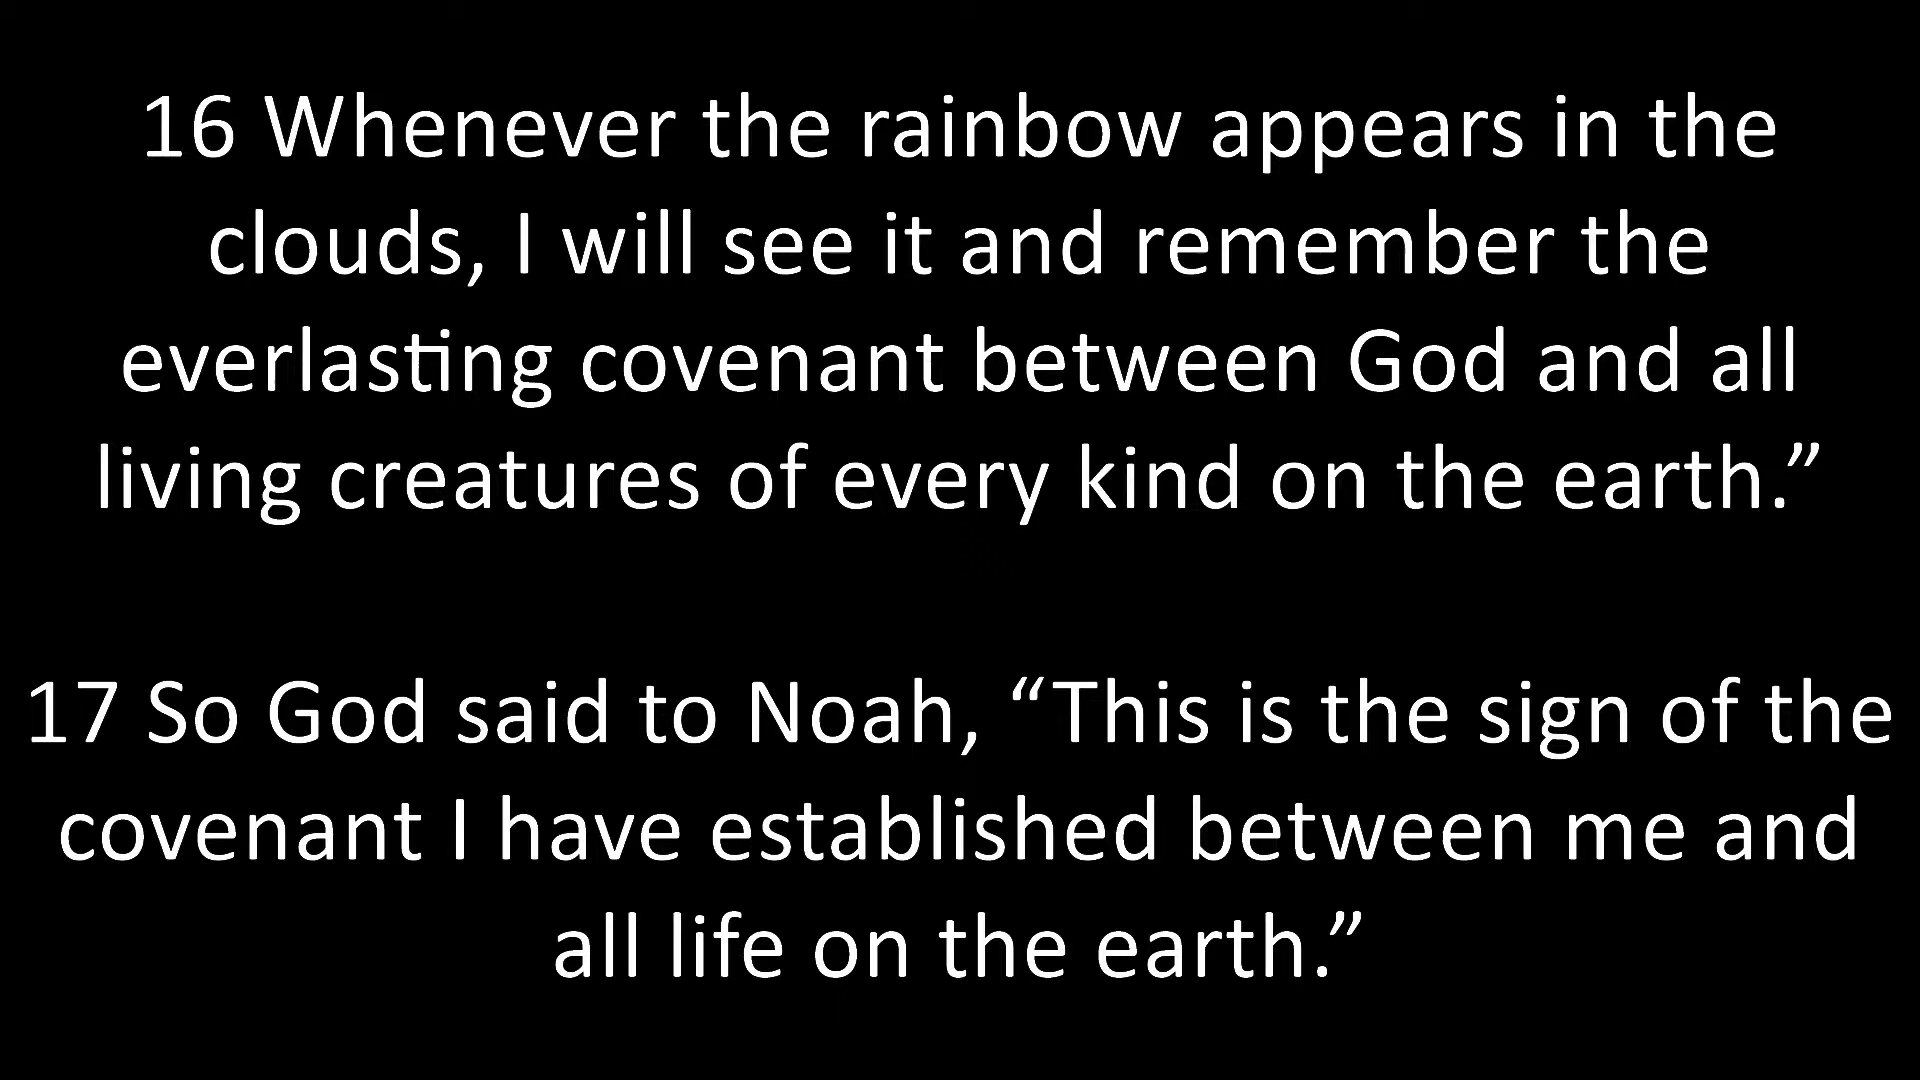 16 Whenever the rainbow appears in the
clouds, I will see it and remember the
everlasting covenant between God and all
living creatures of every kind on the earth.”
17 So God said to Noah, “This is the sign of the
covenant I have established between me and
all life on the earth.”